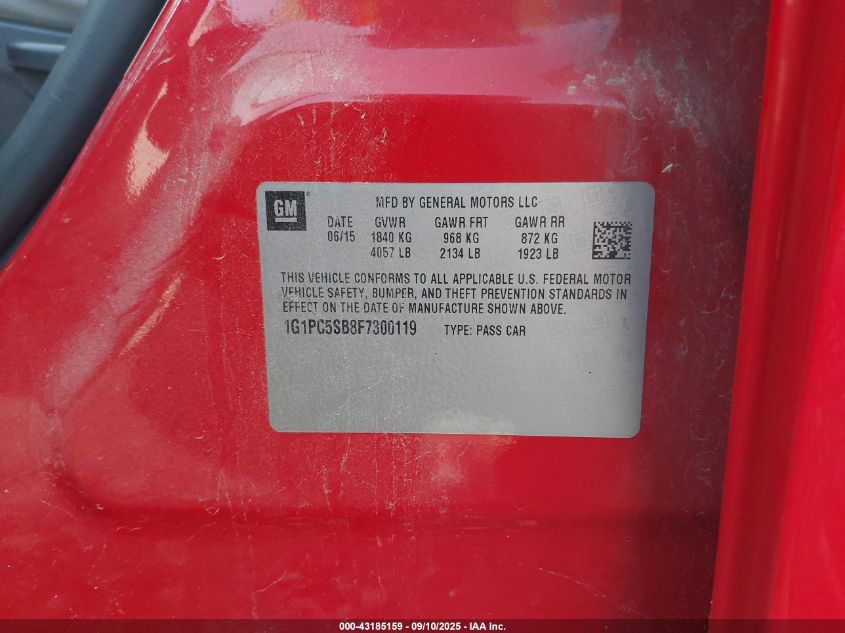 GM
MFD BY GENERAL MOTORS LLC
DATE GVWR GAWR FRT GAWR RR
06/15 1840 KG 968 KG 872 KG
4057 LB 2134 LB 1923 LB
THIS VEHICLE CONFORMS TO ALL APPLICABLE U.S. FEDERAL MOTOR
VEHICLE SAFETY, BUMPER, AND THEFT PREVENTION STANDARDS IN
EFFECT ON THE DATE OF MANUFACTURE SHOWN ABOVE.
1G1PC5SB8F7300119 TYPE: PASS CAR
000-43185159 - 09/10/2025 - IAA Inc.